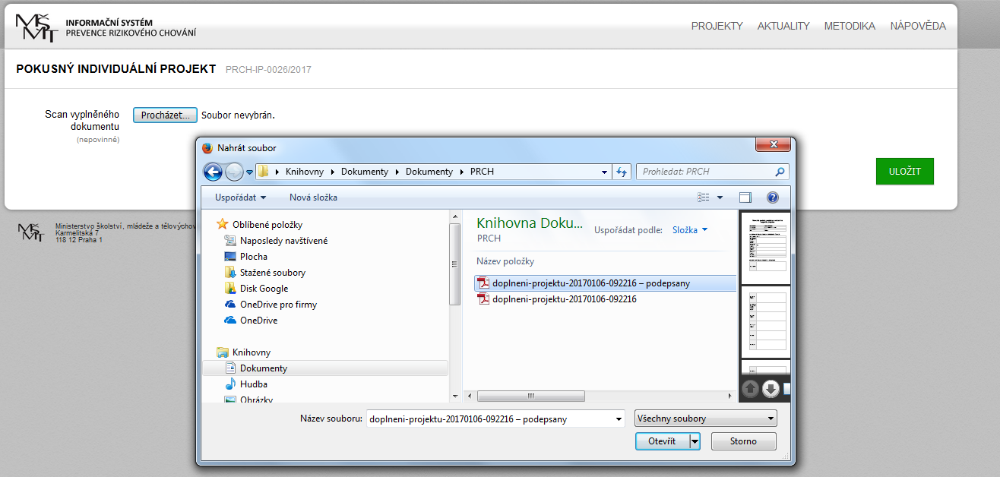 MŠMT INFORMAČNÍ SYSTÉM
PREVENCE RIZIKOVÉHO CHOVÁNÍ
PROJEKTY AKTUALITY METODIKA NÁPOVĚDA
POKUSNÝ INDIVIDUÁLNÍ PROJEKT PRCH-IP-0026/2017
Scan vyplněného
dokumentu
(nepovinné)
Procházet... Soubor nevybrán.
ULOŽIT
MŠMT
Ministerstvo školství, mládeže a tělovýchov
Karmelitská 7
118 12 Praha 1
Nahrát soubor
Knihovny Dokumenty Dokumenty PRCH
Prohledat: PRCH
Uspořádat Nová složka
Oblíbené položky
Naposledy navštívené
Plocha
Stažené soubory
Disk Google
OneDrive pro firmy
OneDrive
Knihovny
Dokumenty
Hudba
Obrázky
Knihovna Doku...
PRCH
Uspořádat podle: Složka
Název položky
doplneni-projektu-20170106-092216 – podepsany
doplneni-projektu-20170106-092216
Název souboru: doplneni-projektu-20170106-092216 – podepsany
Všechny soubory
Otevřít Storno